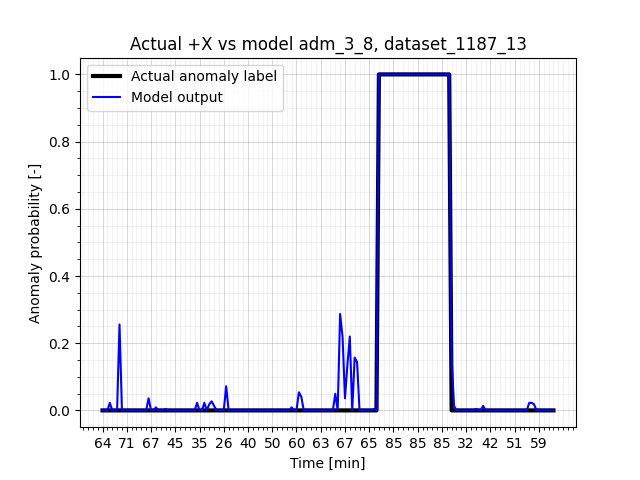 Actual +X vs model adm_3_8, dataset_1187_13
Actual anomaly label
Model output
Anomaly probability [-]
1.0
0.8
0.6
0.4
0.2
0.0
64 71 67 45 35 26 40 50 60 63 67 65 85 85 85 32 42 51 59
Time [min]